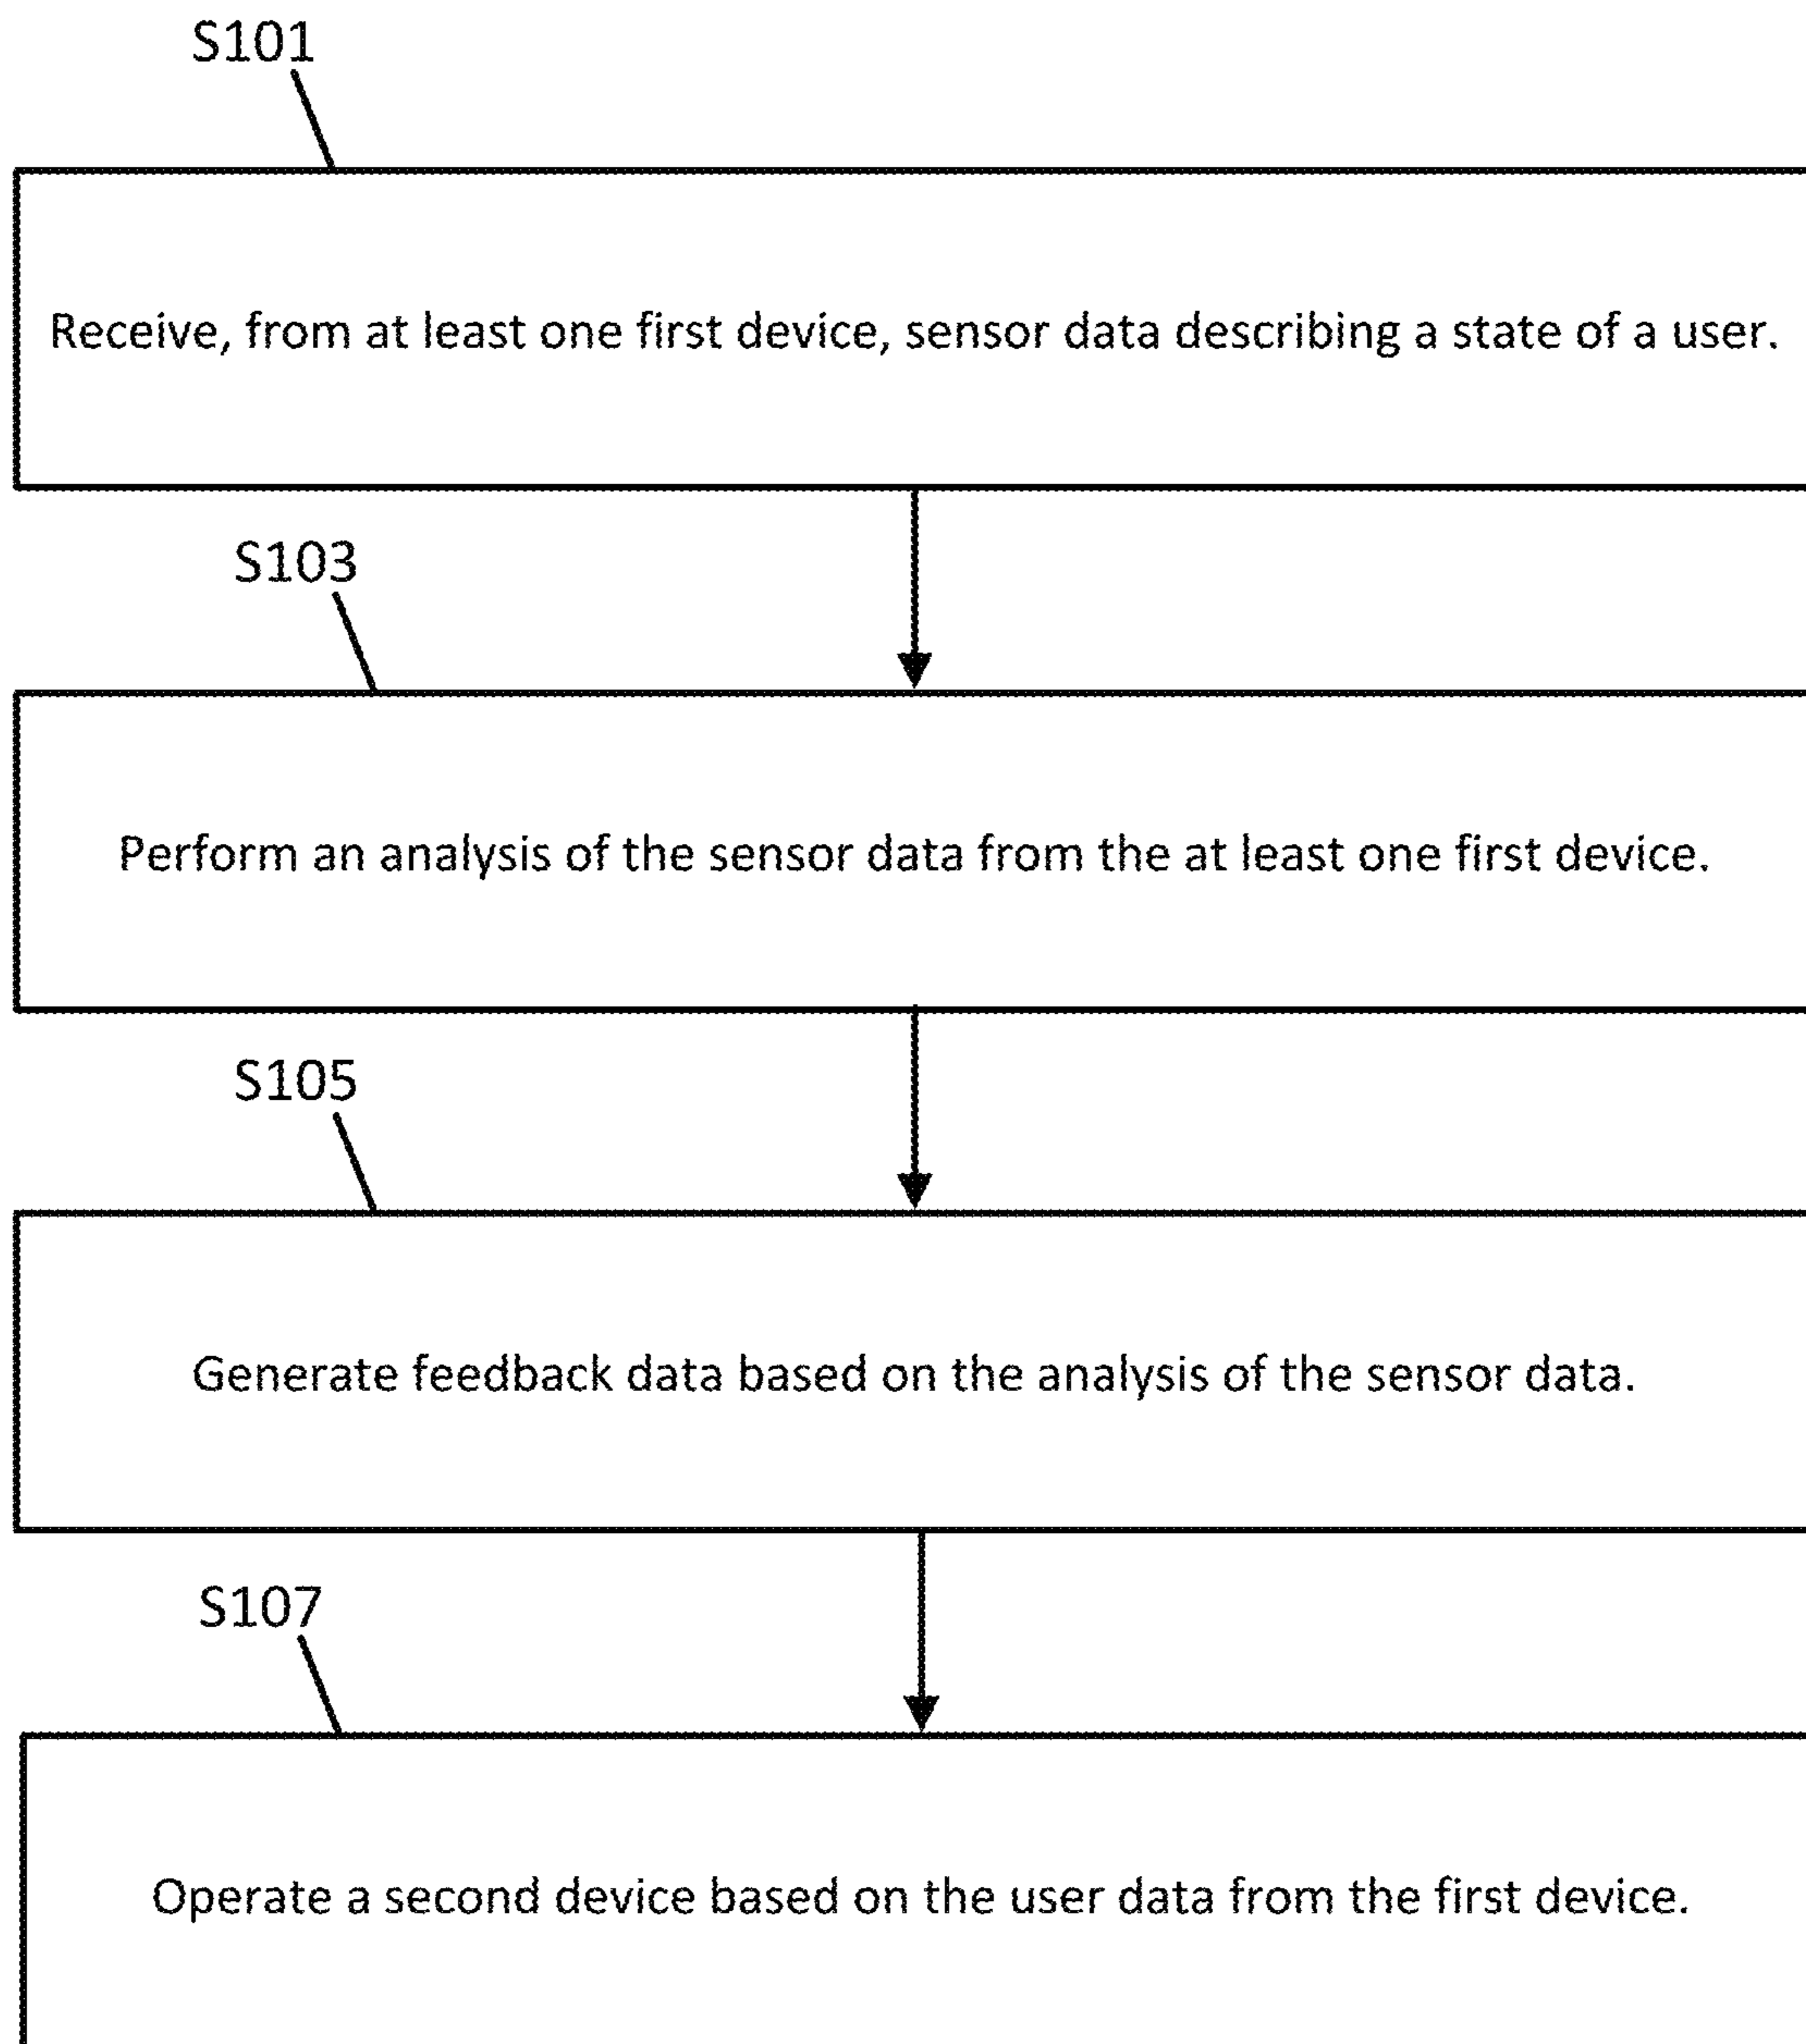 S101
Receive, from at least one first device, sensor data describing a state of a user.
S103
Perform an analysis of the sensor data from the at least one first device.
S105
Generate feedback data based on the analysis of the sensor data.
S107
Operate a second device based on the user data from the first device.